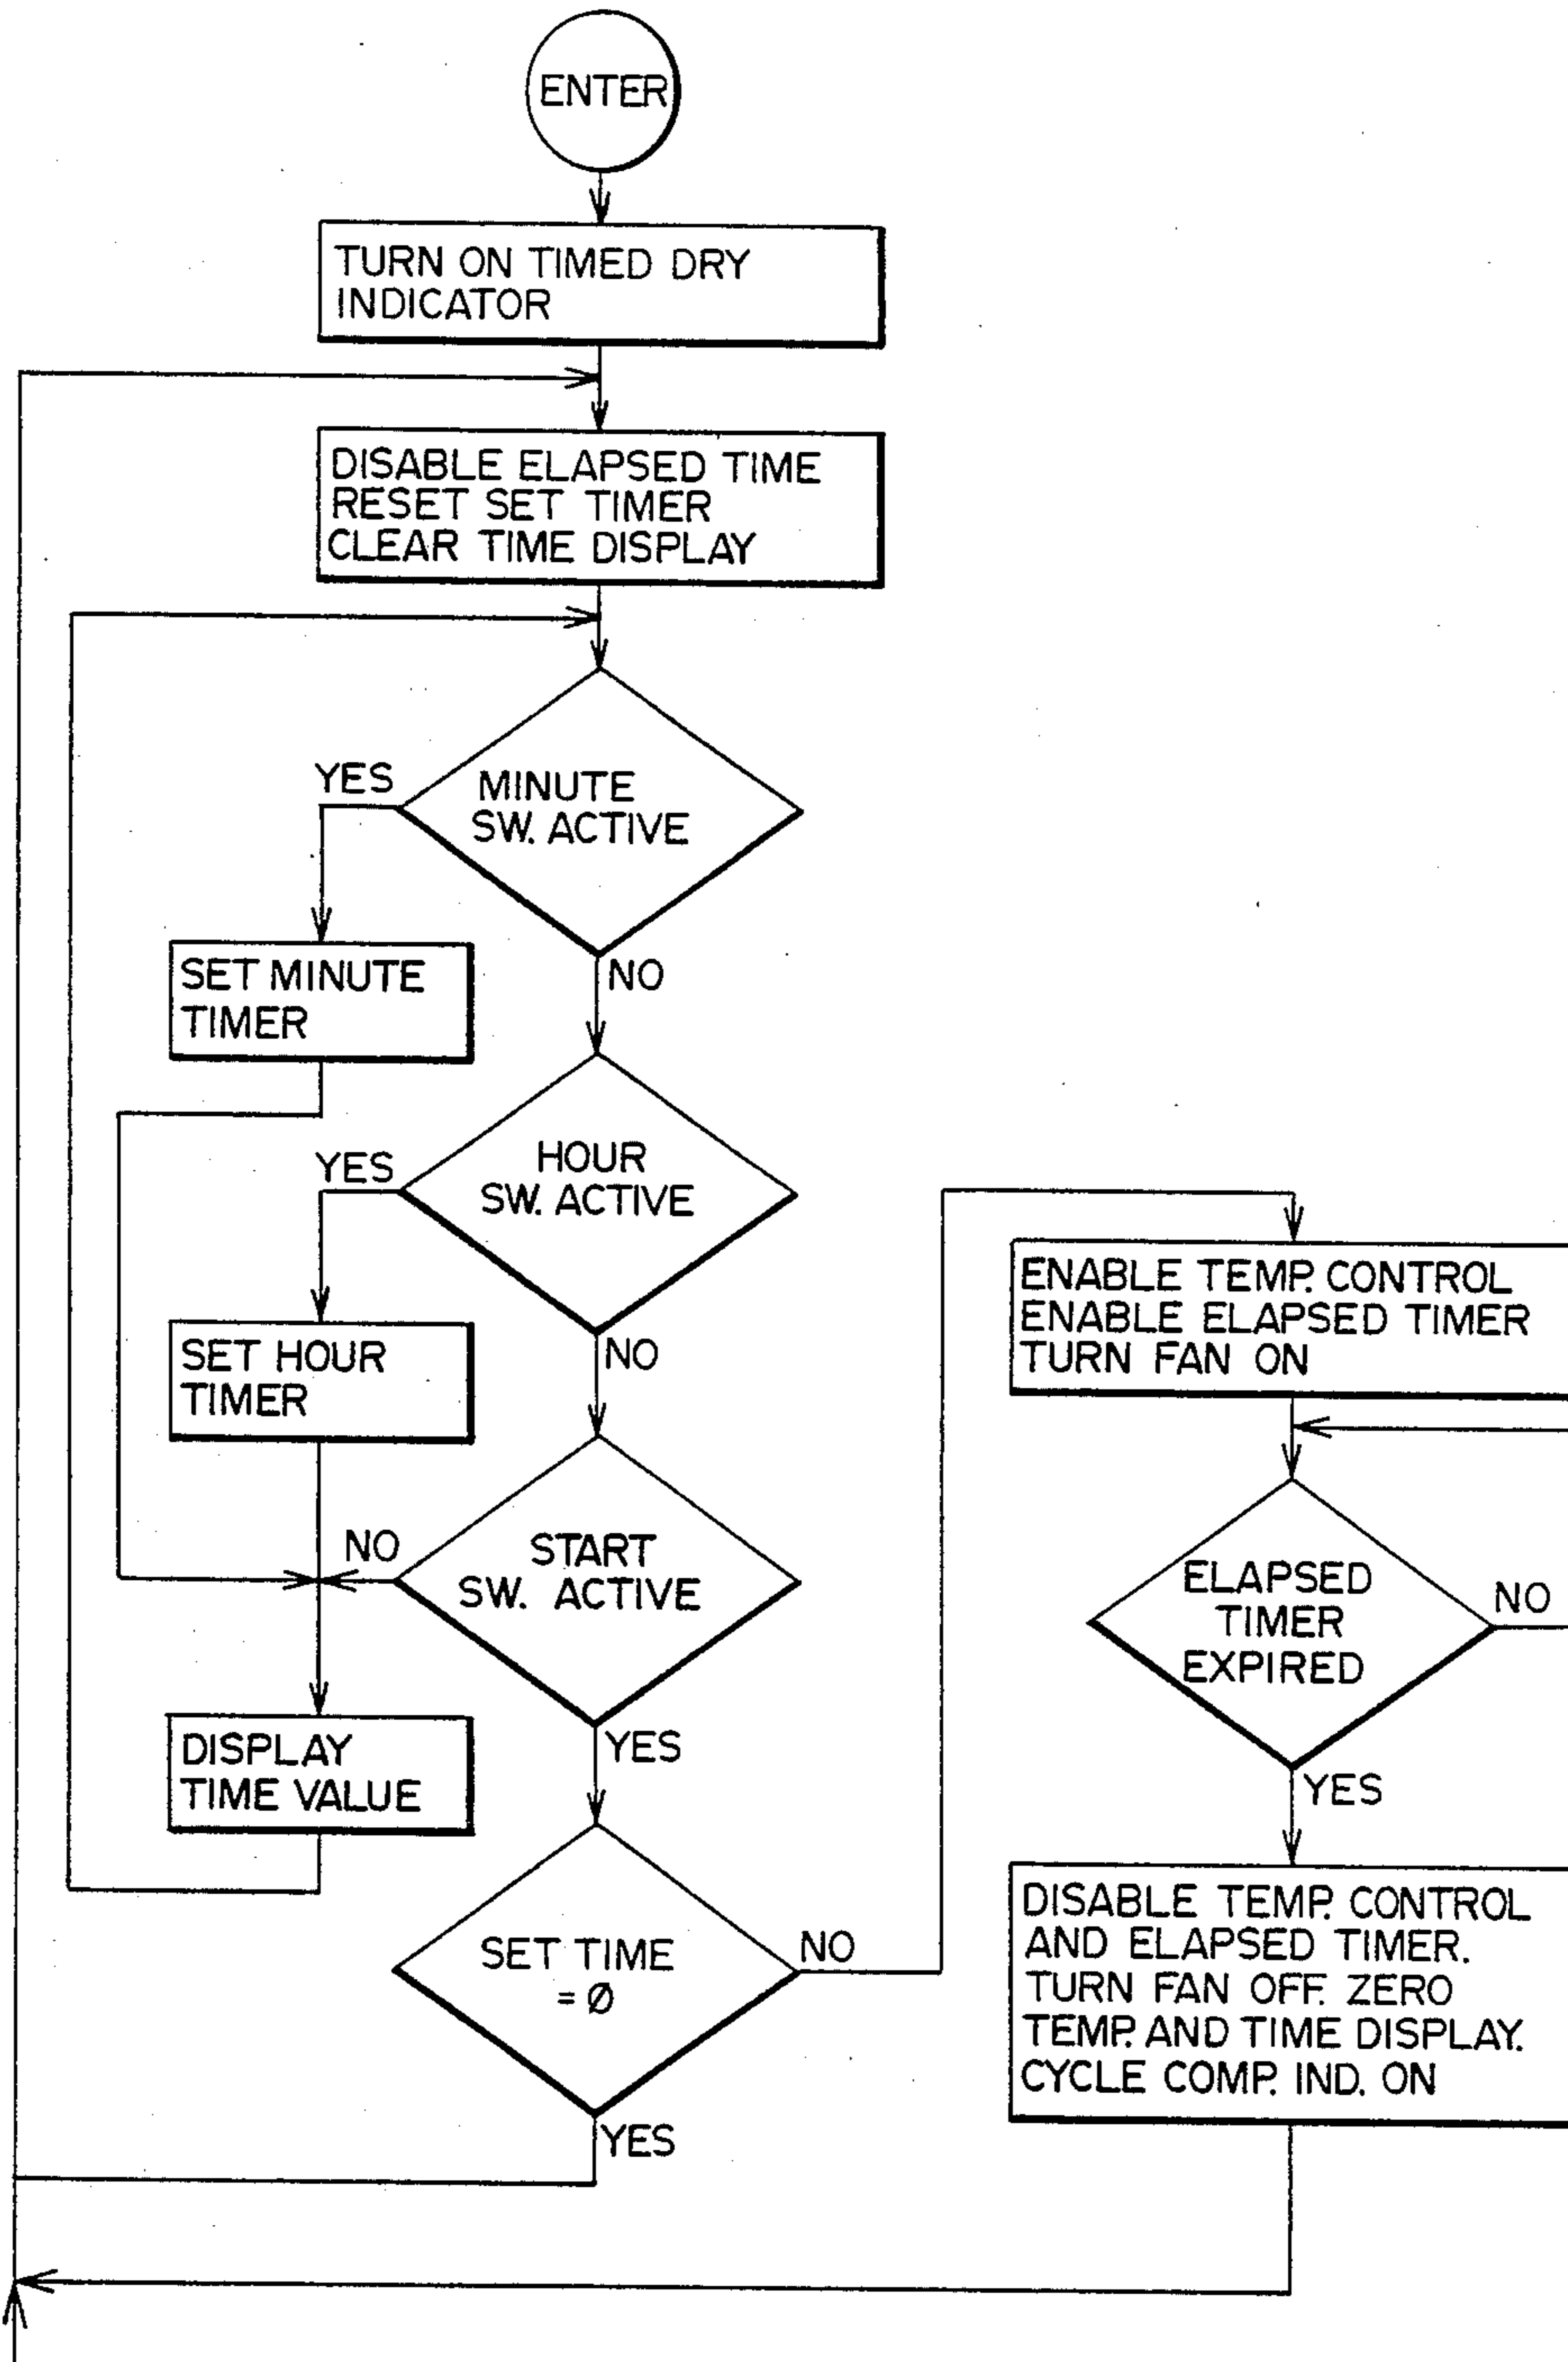 ENTER
TURN ON TIMED DRY
INDICATOR
DISABLE ELAPSED TIME
RESET SET TIMER
CLEAR TIME DISPLAY
YES
MINUTE
SW. ACTIVE
NO
SET MINUTE
TIMER
YES
HOUR
SW. ACTIVE
NO
SET HOUR
TIMER
NO
START
SW. ACTIVE
YES
DISPLAY
TIME VALUE
SET TIME
= Ø
NO
YES
ENABLE TEMP. CONTROL
ENABLE ELAPSED TIMER
TURN FAN ON
ELAPSED
TIMER
EXPIRED
NO
YES
DISABLE TEMP. CONTROL
AND ELAPSED TIMER.
TURN FAN OFF. ZERO
TEMP. AND TIME DISPLAY.
CYCLE COMP. IND. ON